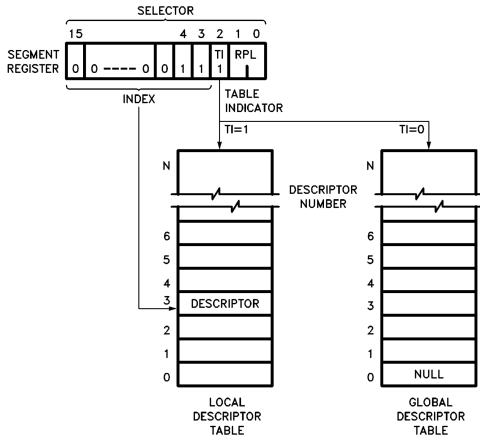 SELECTOR
15 4 3 2 1 0
SEGMENT
REGISTER
0 0 ---- 0 0 1 1 TI 1 RPL
INDEX
TABLE
INDICATOR
TI=1 TI=0
N N
DESCRIPTOR
NUMBER
6 6
5 5
4 4
3 DESCRIPTOR 3
2 2
1 1
0 0 NULL
LOCAL
DESCRIPTOR
TABLE
GLOBAL
DESCRIPTOR
TABLE